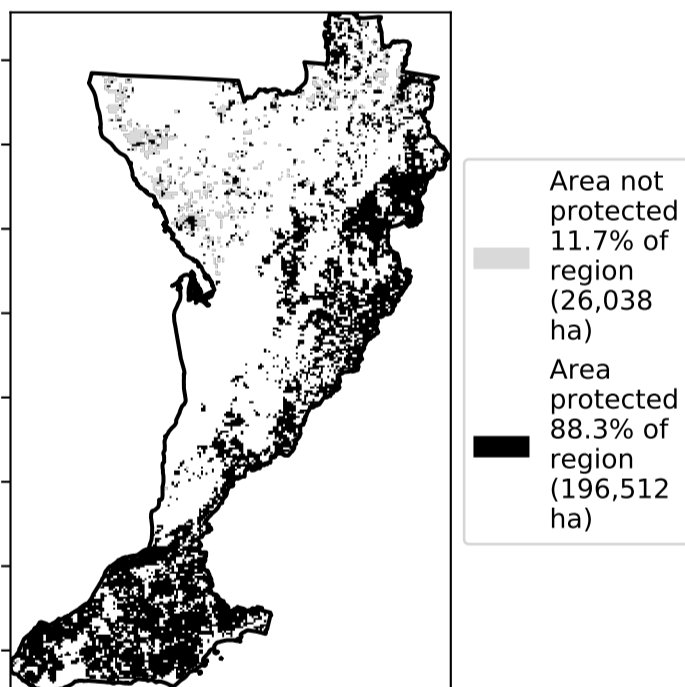 Area not
protected
11.7% of
region
(26,038
ha)
Area
protected
88.3% of
region
(196,512
ha)